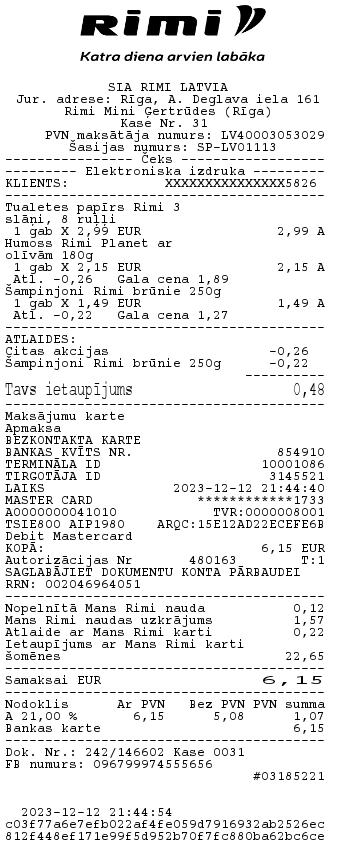 Rimi
Katra diena arvien labāka
SIA RIMI LATVIA
Jur. adrese: Rīga, A. Deglava iela 161
Rimi Mini Ģertrūdes (Rīga)
Kase Nr. 31
PVN maksātāja numurs: LV40003053029
Šasijas numurs: SP-LV01113
---------------- Čeks ----------------
--------- Elektroniska izdruka ---------
KLIENTS: XXXXXXXXXXXXXXX5826
Tualetes papīrs Rimi 3
slāņi, 8 ruļļi
1 gab X 2,99 EUR 2,99 A
Humoss Rimi Planet ar
olīvām 180g
1 gab X 2,15 EUR 2,15 A
Atl. -0,26 Gala cena 1,89
Šampinjoni Rimi brūnie 250g
1 gab X 1,49 EUR 1,49 A
Atl. -0,22 Gala cena 1,27
ATLAIDES:
Citas akcijas -0,26
Šampinjoni Rimi brūnie 250g -0,22
Tavs ietaupījums 0,48
Maksājumu karte
Apmaksa
BEZKONTAKTA KARTE
BANKAS KVĪTS NR. 854910
TERMINĀLA ID 10001086
TIRGOTĀJA ID 3145521
LAIKS 2023-12-12 21:44:40
MASTER CARD ************1733
A0000000041010 TVR:0000008001
TSIE800 AIP1980 ARQC:15E12AD22ECEFE6B
Debit Mastercard
KOPĀ: 6,15 EUR
Autorizācijas Nr 480163 T:1
SAGLABĀJIET DOKUMENTU KONTA PĀRBAUDEI
RRN: 002046964051
Nopelnītā Mans Rimi nauda 0,12
Mans Rimi naudas uzkrājums 1,57
Atlaide ar Mans Rimi karti 0,22
Ietaupījums ar Mans Rimi karti
šomēnes 22,65
Samaksai EUR 6,15
Nodoklis Ar PVN Bez PVN PVN summa
A 21,00 % 6,15 5,08 1,07
Bankas karte 6,15
Dok. Nr.: 242/146602 Kase 0031
FB numurs: 096799974555656
#03185221
2023-12-12 21:44:54
c03f77a6e7efb022af4fe059d7916932ab2526ec
812f448ef171e99f5d952b70f7fc880ba62bc6ce